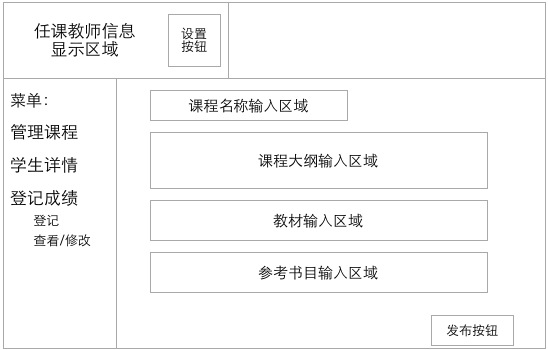 任课教师信息
显示区域
设置
按钮
菜单：
管理课程
学生详情
登记成绩
登记
查看/修改
课程名称输入区域
课程大纲输入区域
教材输入区域
参考书目输入区域
发布按钮